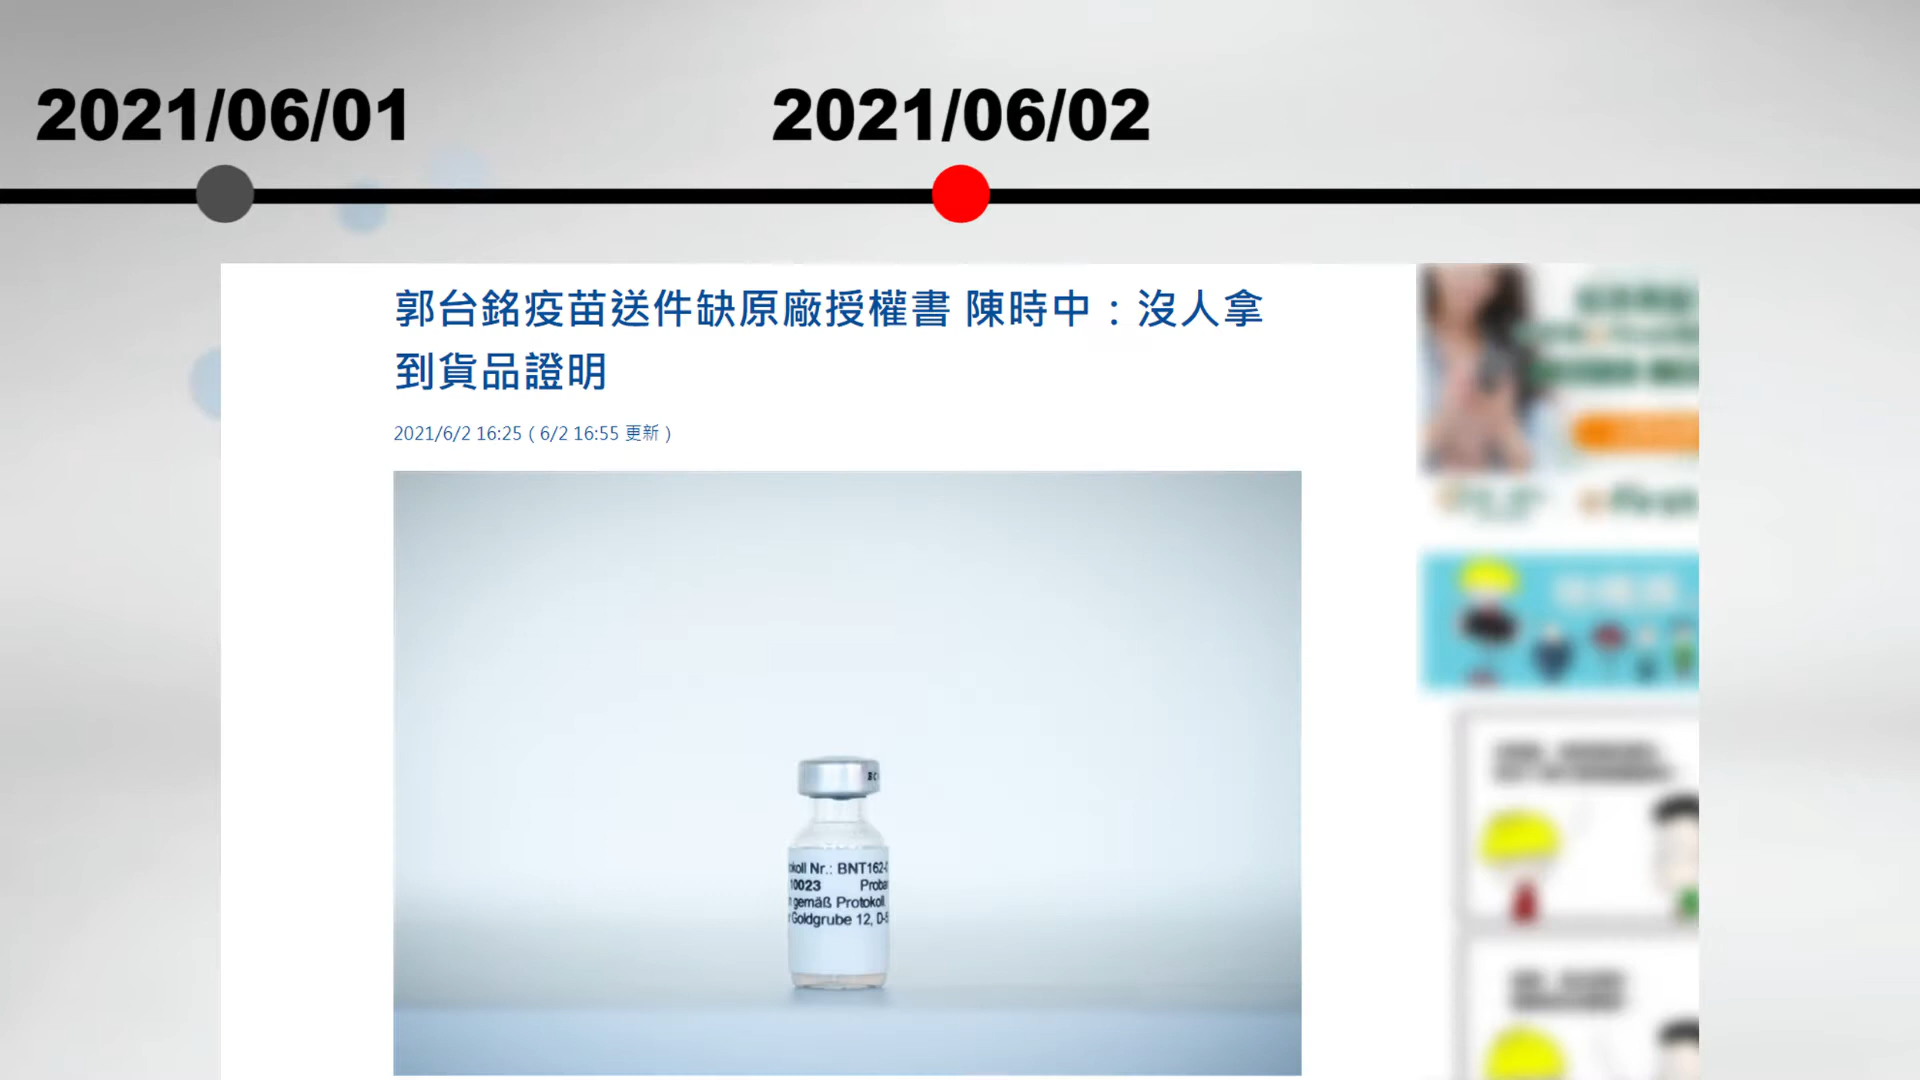 2021/06/01
2021/06/02
郭台銘疫苗送件缺原廠授權書 陳時中：沒人拿
到貨品證明
2021/6/2 16:25（6/2 16:55 更新）
koll Nr.: BNT162-
10023 Proba
gemäß Protokoll
Goldgrube 12, D-